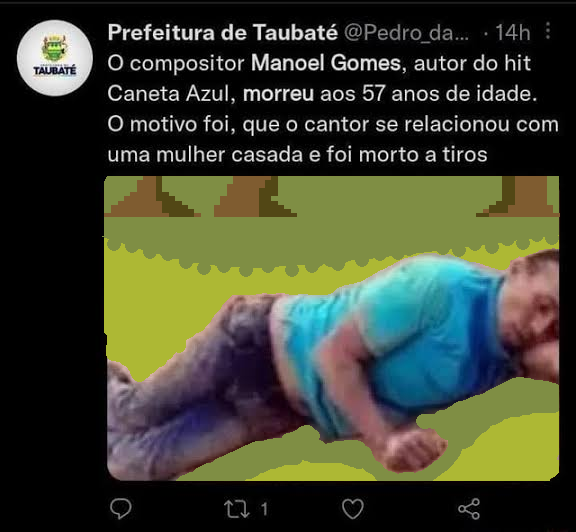 Prefeitura de Taubaté @Pedro_da... · 14h
TAUBATÉ
O compositor Manoel Gomes, autor do hit
Caneta Azul, morreu aos 57 anos de idade.
O motivo foi, que o cantor se relacionou com
uma mulher casada e foi morto a tiros
1